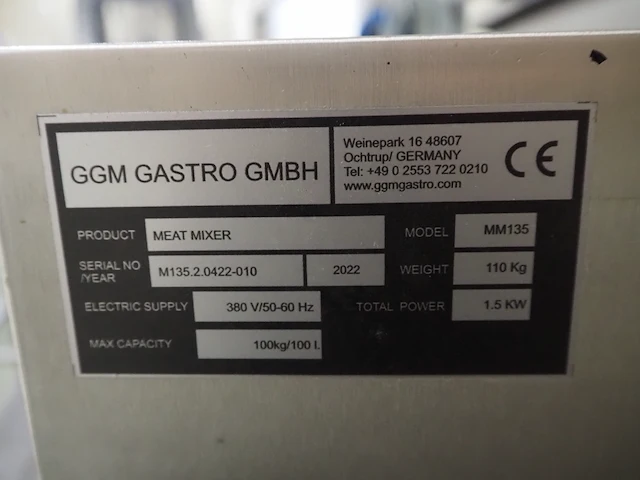 GGM GASTRO GMBH
Weinepark 16 48607
Ochtrup/ GERMANY
Tel: +49 0 2553 722 0210
www.ggmgastro.com
CE
PRODUCT MEAT MIXER MODEL MM135
SERIAL NO /YEAR M135.2.0422-010 2022 WEIGHT 110 Kg
ELECTRIC SUPPLY 380 V/50-60 Hz TOTAL POWER 1.5 KW
MAX CAPACITY 100kg/100 l.